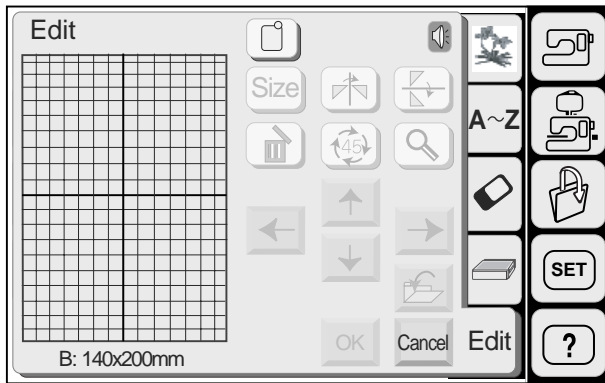 Edit
Size
A~Z
45
SET
OK
Cancel
Edit
?
B: 140x200mm